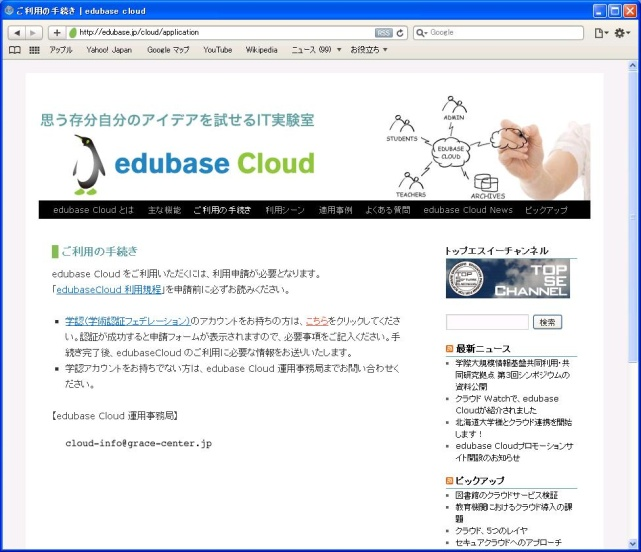 ご利用の手続き | edubase cloud
http://edubase.jp/cloud/application
RSS
Google
アップル Yahoo! Japan Google マップ YouTube Wikipedia ニュース (99) お役立ち
思う存分自分のアイデアを試せるIT実験室
edubase Cloud
ADMIN
STUDENTS
EDUBASE CLOUD
TEACHERS
ARCHIVES
edubase Cloud とは 主な機能 ご利用の手続き 利用シーン 運用事例 よくある質問 edubase Cloud News ピックアップ
ご利用の手続き
edubase Cloud をご利用いただくには、利用申請が必要となります。
「edubaseCloud 利用規程」を申請前に必ずお読みください。
学認（学術認証フェデレーション）のアカウントをお持ちの方は、こちらをクリックしてくださ
い。認証が成功すると申請フォームが表示されますので、必要事項をご記入ください。手
続き完了後、edubaseCloud のご利用に必要な情報をお送りいたします。
学認アカウントをお持ちでない方は、edubase Cloud 運用事務局までお問い合わせく
ださい。
【edubase Cloud 運用事務局】
cloud-info@grace-center.jp
トップエスイーチャンネル
TOP
SE
CHANNEL
検索
最新ニュース
学際大規模情報基盤共同利用・共
同研究拠点 第3回シンポジウムの
資料公開
クラウド Watchで、edubase
Cloudが紹介されました
北海道大学様とクラウド連携を開始
します！
edubase Cloudプロモーションサ
イト開設のお知らせ
ピックアップ
図書館のクラウドサービス検証
教育機関におけるクラウド導入の課
題
クラウド、5つのレイヤ
セキュアクラウドへのアプローチ